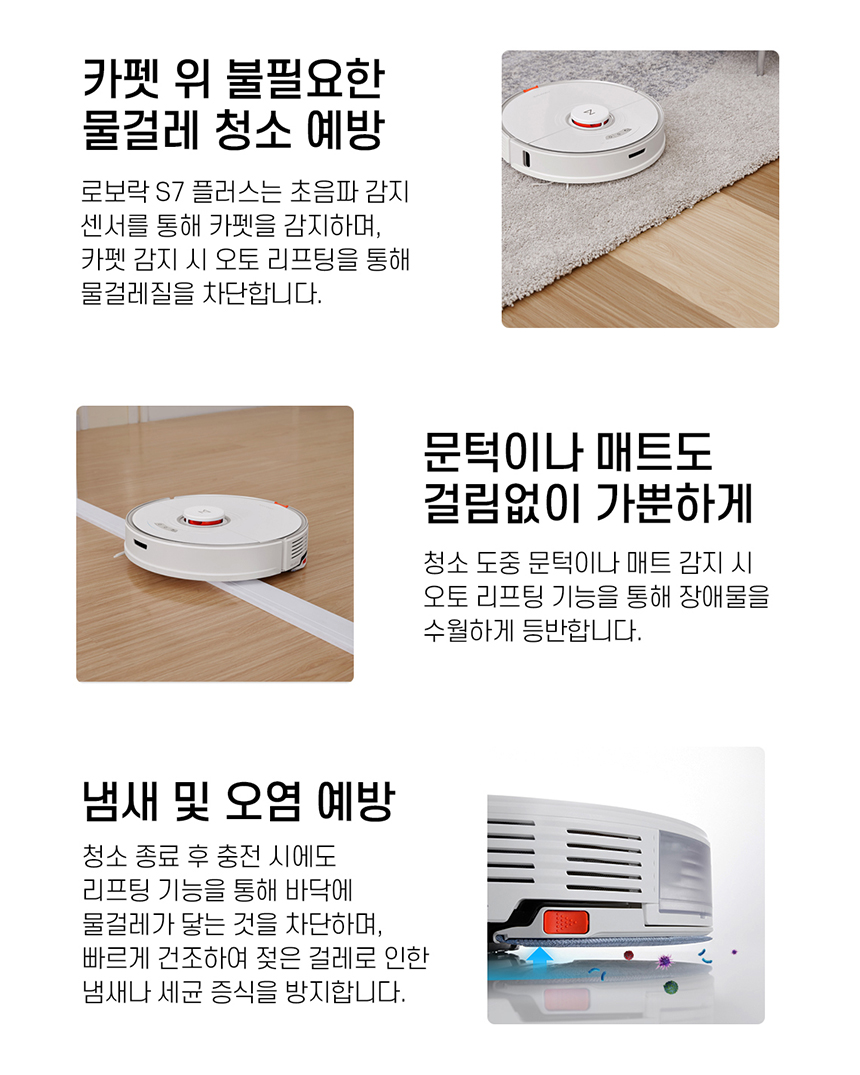 카펫 위 불필요한
물걸레 청소 예방
로보락 S7 플러스는 초음파 감지
센서를 통해 카펫을 감지하며,
카펫 감지 시 오토 리프팅을 통해
물걸레질을 차단합니다.
문턱이나 매트도
걸림없이 가뿐하게
청소 도중 문턱이나 매트 감지 시
오토 리프팅 기능을 통해 장애물을
수월하게 등반합니다.
냄새 및 오염 예방
청소 종료 후 충전 시에도
리프팅 기능을 통해 바닥에
물걸레가 닿는 것을 차단하며,
빠르게 건조하여 젖은 걸레로 인한
냄새나 세균 증식을 방지합니다.